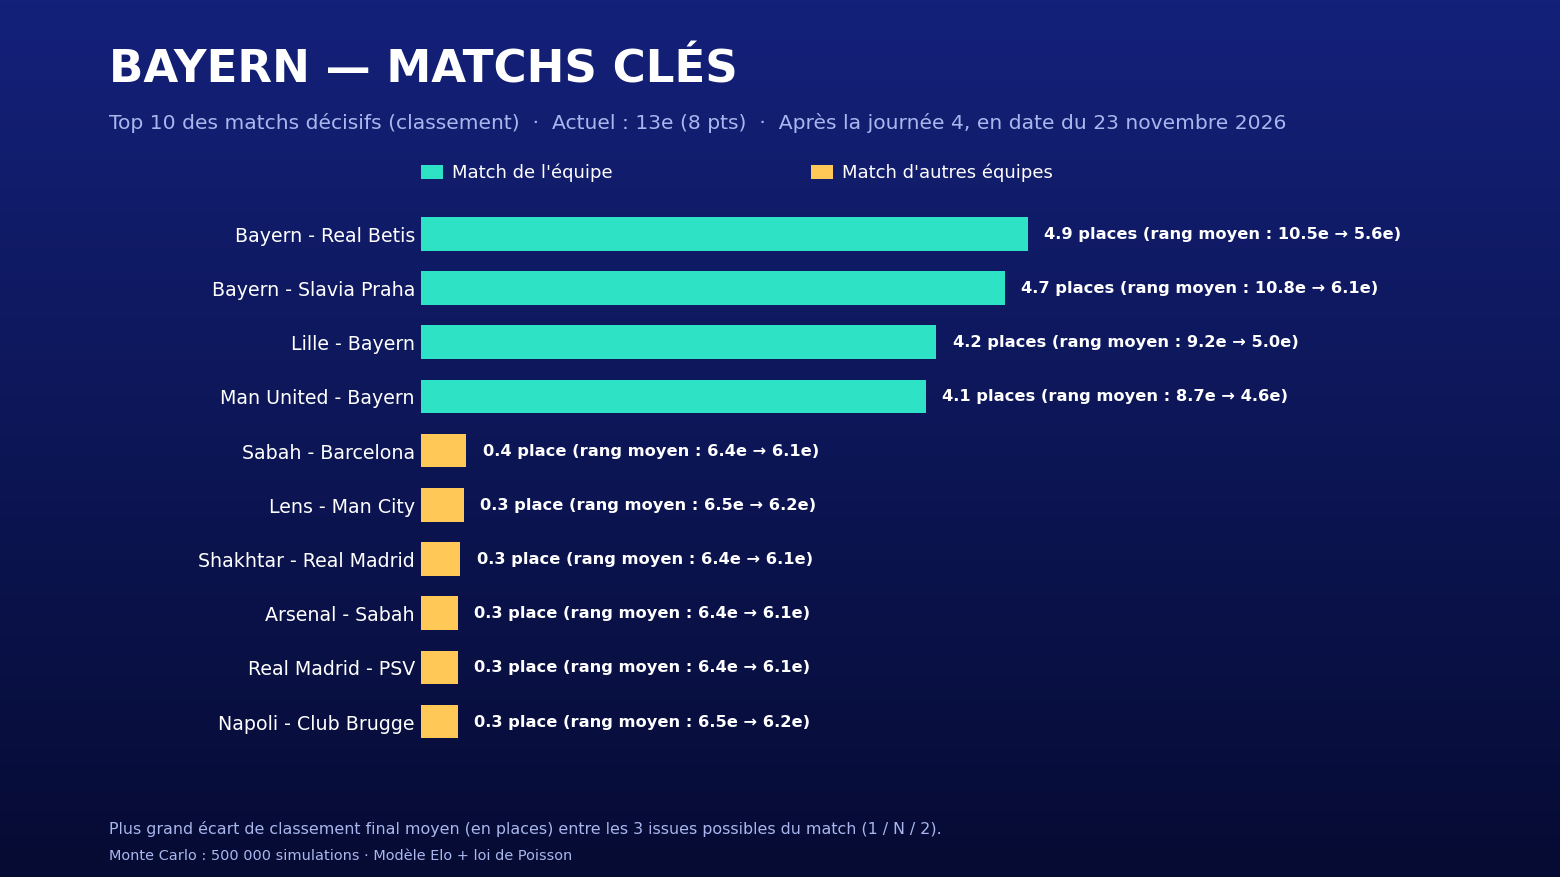 BAYERN — MATCHS CLÉS
Top 10 des matchs décisifs (classement) · Actuel : 13e (8 pts) · Après la journée 4, en date du 23 novembre 2026
Match de l'équipe
Match d'autres équipes
Bayern - Real Betis 4.9 places (rang moyen : 10.5e → 5.6e)
Bayern - Slavia Praha 4.7 places (rang moyen : 10.8e → 6.1e)
Lille - Bayern 4.2 places (rang moyen : 9.2e → 5.0e)
Man United - Bayern 4.1 places (rang moyen : 8.7e → 4.6e)
Sabah - Barcelona 0.4 place (rang moyen : 6.4e → 6.1e)
Lens - Man City 0.3 place (rang moyen : 6.5e → 6.2e)
Shakhtar - Real Madrid 0.3 place (rang moyen : 6.4e → 6.1e)
Arsenal - Sabah 0.3 place (rang moyen : 6.4e → 6.1e)
Real Madrid - PSV 0.3 place (rang moyen : 6.4e → 6.1e)
Napoli - Club Brugge 0.3 place (rang moyen : 6.5e → 6.2e)
Plus grand écart de classement final moyen (en places) entre les 3 issues possibles du match (1 / N / 2).
Monte Carlo : 500 000 simulations · Modèle Elo + loi de Poisson